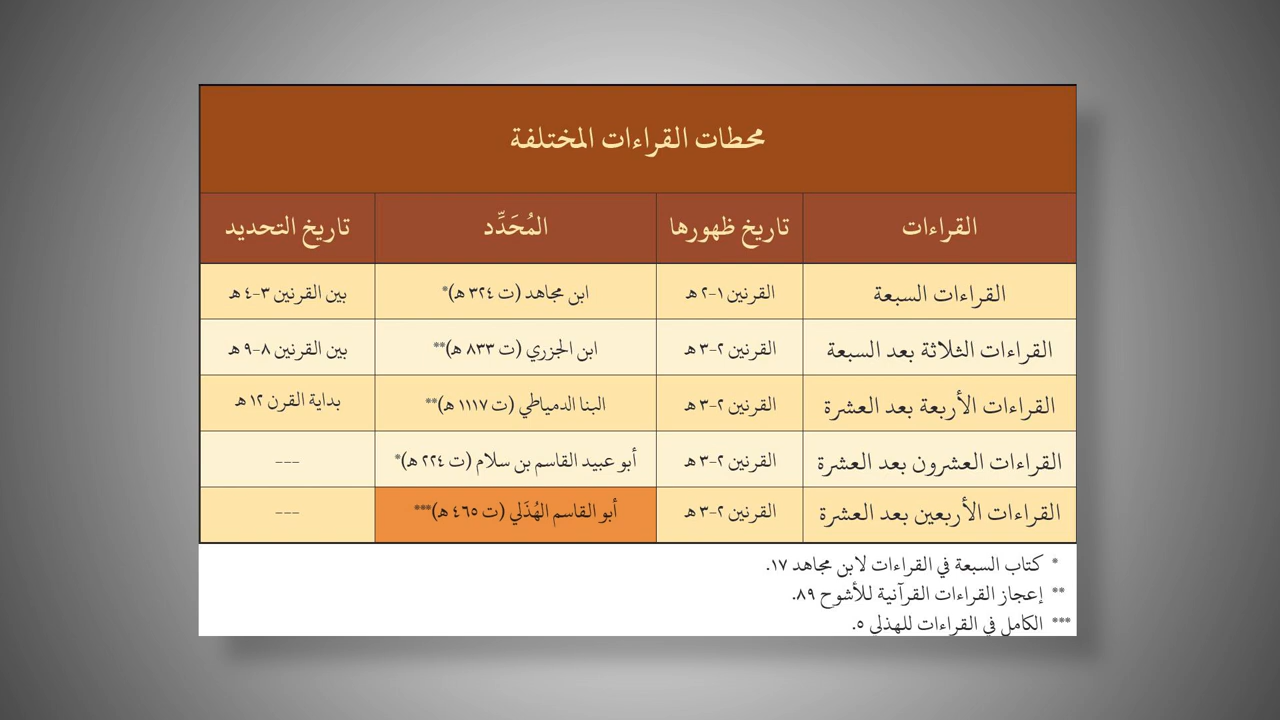 محطات القراءات المختلفة
القراءات تاريخ ظهورها المُحَدِّد تاريخ التحديد
القراءات السبعة القرنين ١-٢ هـ ابن مجاهد (ت ٣٢٤ هـ)* بين القرنين ٣-٤ هـ
القراءات الثلاثة بعد السبعة القرنين ٢-٣ هـ ابن الجزري (ت ٨٣٣ هـ)** بين القرنين ٨-٩ هـ
القراءات الأربعة بعد العشرة القرنين ٢-٣ هـ البنا الدمياطي (ت ١١١٧ هـ)** بداية القرن ١٢ هـ
القراءات العشرون بعد العشرة القرنين ٢-٣ هـ أبو عبيد القاسم بن سلام (ت ٢٢٤ هـ)* ---
القراءات الأربعين بعد العشرة القرنين ٢-٣ هـ أبو القاسم الهُذَلي (ت ٤٦٥ هـ)*** ---
* كتاب السبعة في القراءات لابن مجاهد ١٧.
** إعجاز القراءات القرآنية للأشوح ٨٩.
*** الكامل في القراءات للهذلي ٥.